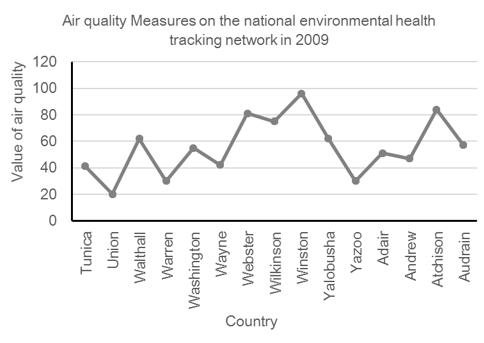 Air quality Measures on the national environmental health
tracking network in 2009
Value of air quality
120
100
80
60
40
20
0
Tunica
Union
Walthall
Warren
Washington
Wayne
Webster
Wilkinson
Winston
Yalobusha
Yazoo
Adair
Andrew
Atchison
Audrain
Country